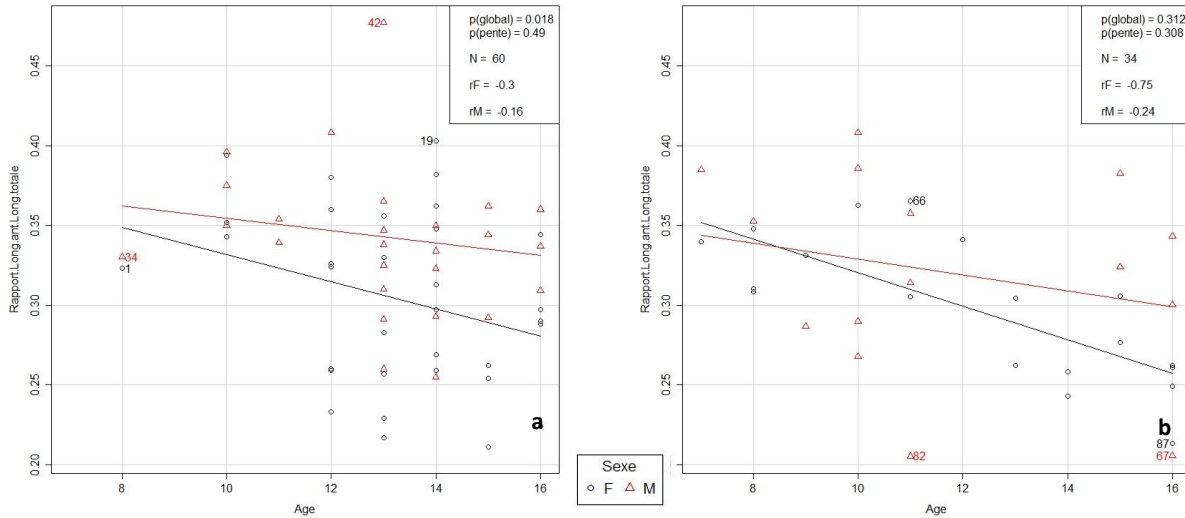 p(global) = 0.018
p(pente) = 0.49
N = 60
rF = -0.3
rM = -0.16
Rapport.Long.ant.Long.totale
0.45
0.40
0.35
0.30
0.25
0.20
42
19
34
1
a
8 10 12 14 16
Age
Sexe
F M
p(global) = 0.312
p(pente) = 0.308
N = 34
rF = -0.75
rM = -0.24
Rapport.Long.ant.Long.totale
0.45
0.40
0.35
0.30
0.25
0.20
66
b
87
82
67
8 10 12 14 16
Age